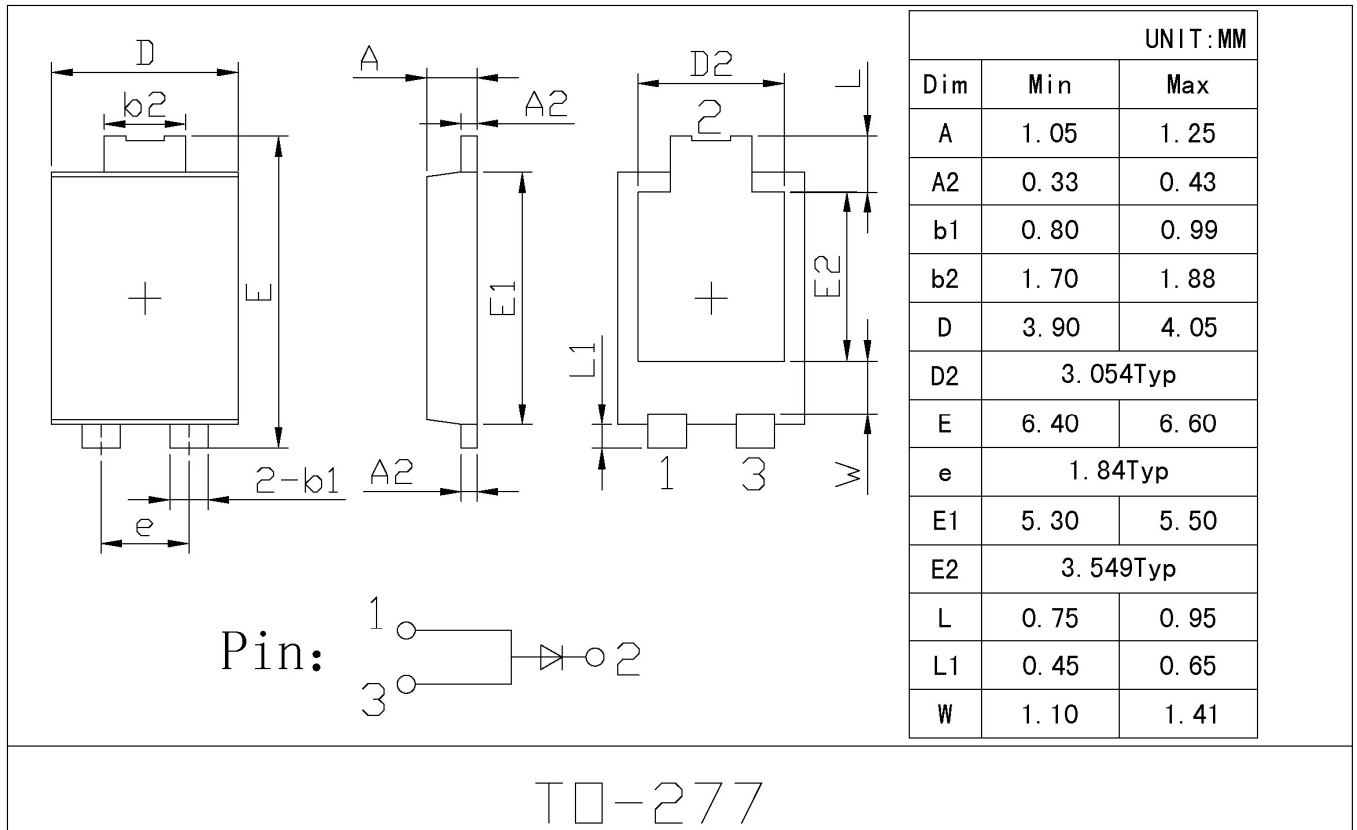 D
b2
E
2-b1
e
A
A2
E1
L1
A2
D2
2
L
E2
W
1 3
Pin:
1
3
2
UNIT:MM
Dim Min Max
A 1.05 1.25
A2 0.33 0.43
b1 0.80 0.99
b2 1.70 1.88
D 3.90 4.05
D2 3.054Typ
E 6.40 6.60
e 1.84Typ
E1 5.30 5.50
E2 3.549Typ
L 0.75 0.95
L1 0.45 0.65
W 1.10 1.41
TO-277